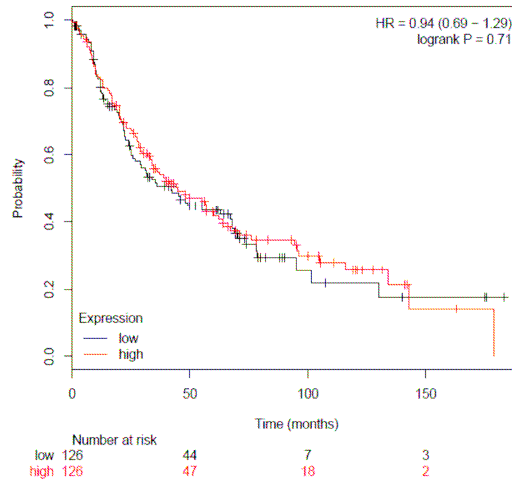 HR = 0.94 (0.69 − 1.29)
logrank P = 0.71
1.0
0.8
0.6
0.4
0.2
0.0
Probability
Expression
low
high
0 50 100 150
Time (months)
Number at risk
low 126 44 7 3
high 126 47 18 2